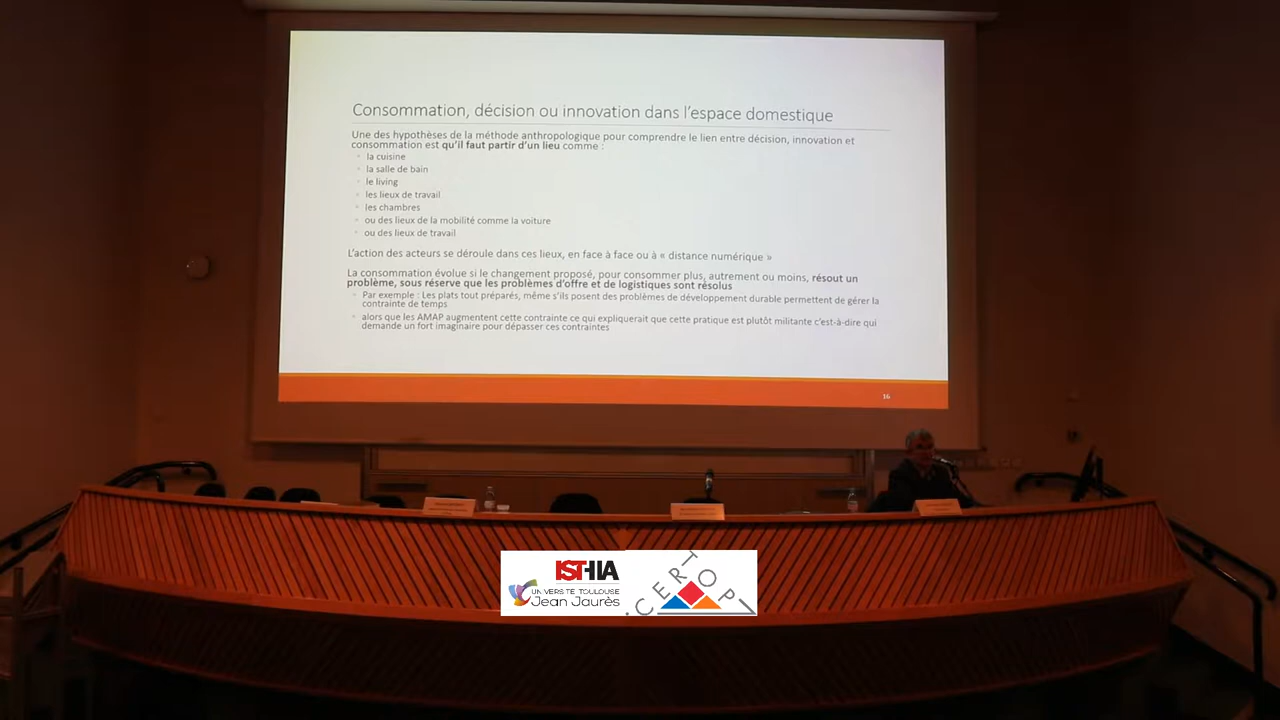 Consommation, décision ou innovation dans l'espace domestique
Une des hypothèses de la méthode anthropologique pour comprendre le lien entre décision, innovation et
consommation est qu'il faut partir d'un lieu comme :
la cuisine
la salle de bain
le living
les lieux de travail
les chambres
ou des lieux de la mobilité comme la voiture
ou des lieux de travail
L'action des acteurs se déroule dans ces lieux, en face à face ou à « distance numérique »
La consommation évolue si le changement proposé, pour consommer plus, autrement ou moins, résout un
problème, sous réserve que les problèmes d'offre et de logistiques sont résolus
Par exemple : Les plats tout préparés, même s'ils posent des problèmes de développement durable permettent de gérer la
contrainte de temps
alors que les AMAP augmentent cette contrainte ce qui expliquerait que cette pratique est plutôt militante c'est-à-dire qui
demande un fort imaginaire pour dépasser ces contraintes
16
ISTHIA
UNIVERSITÉ TOULOUSE
Jean Jaurès
CERTOP